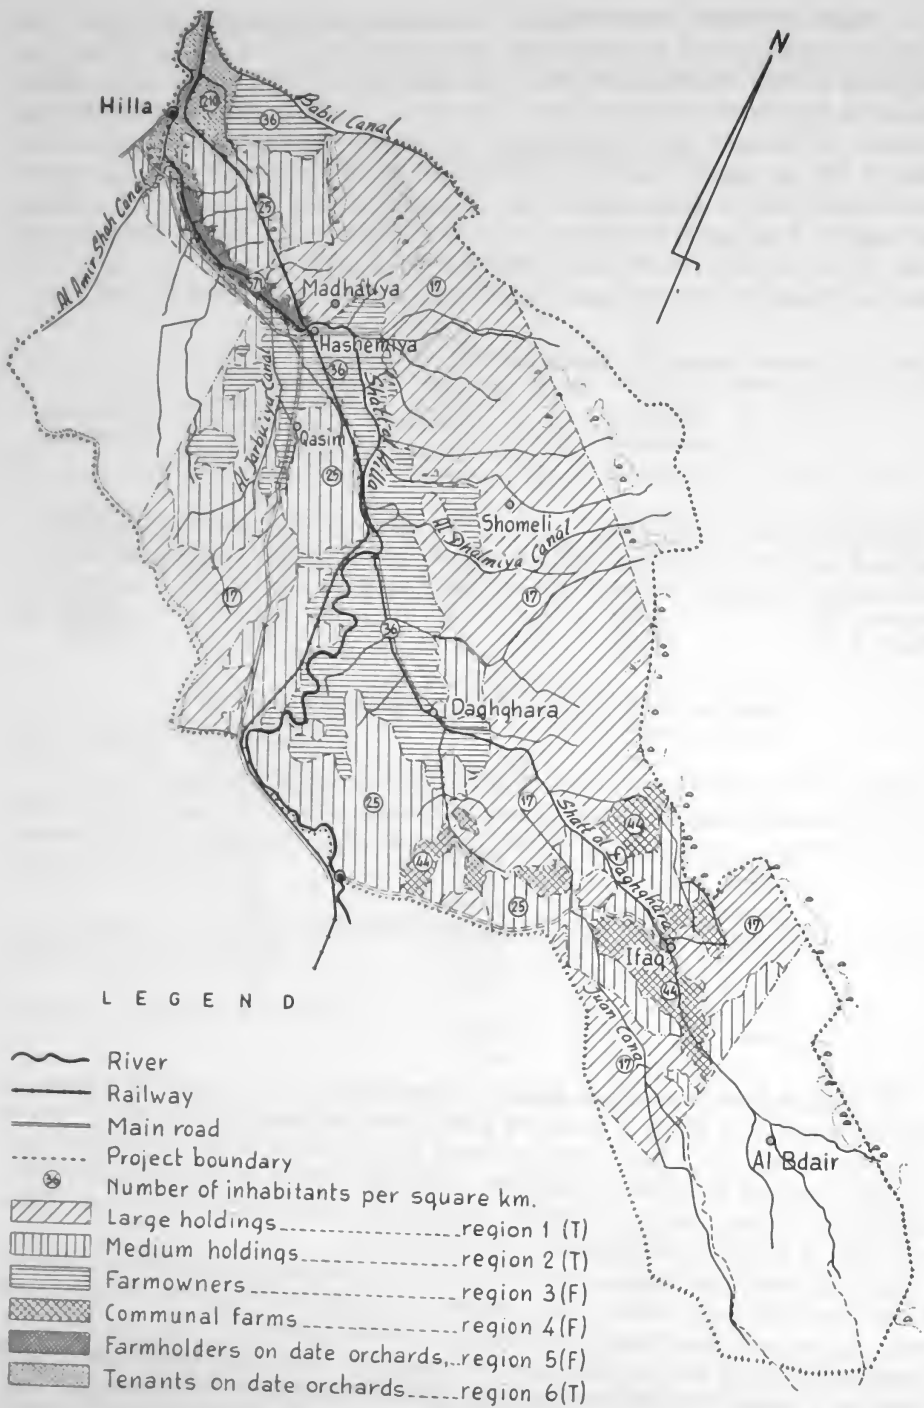 N
Hilla
210
36
Babil Canal
Al Amir Shah Canal
25
71
Madhatiya
17
Hashemiya
36
Shatt al Hilla
Al Jarbuiya Canal
Qasim
25
Shomeli
Al Dhalmiya Canal
17
17
36
Daghghara
25
17
Shatt al Daghghara
44
44
25
17
Ifaq
44
17
Al Bdair
L E G E N D
River
Railway
Main road
Project boundary
36 Number of inhabitants per square km.
Large holdings region 1 (T)
Medium holdings region 2 (T)
Farmowners region 3 (F)
Communal farms region 4 (F)
Farmholders on date orchards, region 5 (F)
Tenants on date orchards region 6 (T)